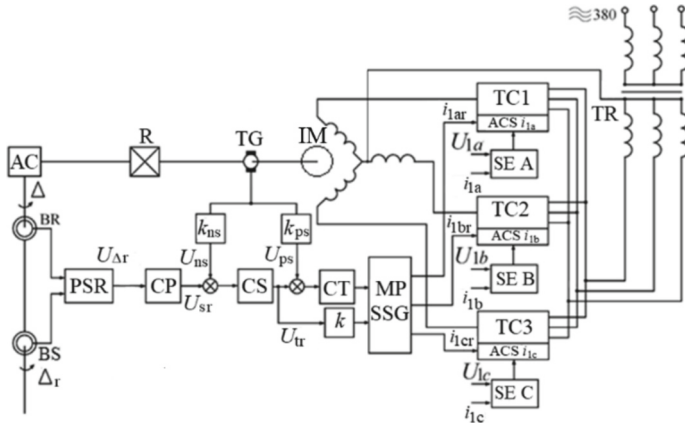 380
TR
TC1
ACS i1a
i1ar
U1a
SE A
i1a
R
TG
IM
AC
Δ
BR
kns
kps
Uns
Ups
TC2
ACS i1b
i1br
U1b
SE B
i1b
UΔr
PSR
CP
Usr
CS
CT
MP
SSG
Utr
k
BS
Δr
TC3
ACS i1c
i1cr
U1c
SE C
i1c